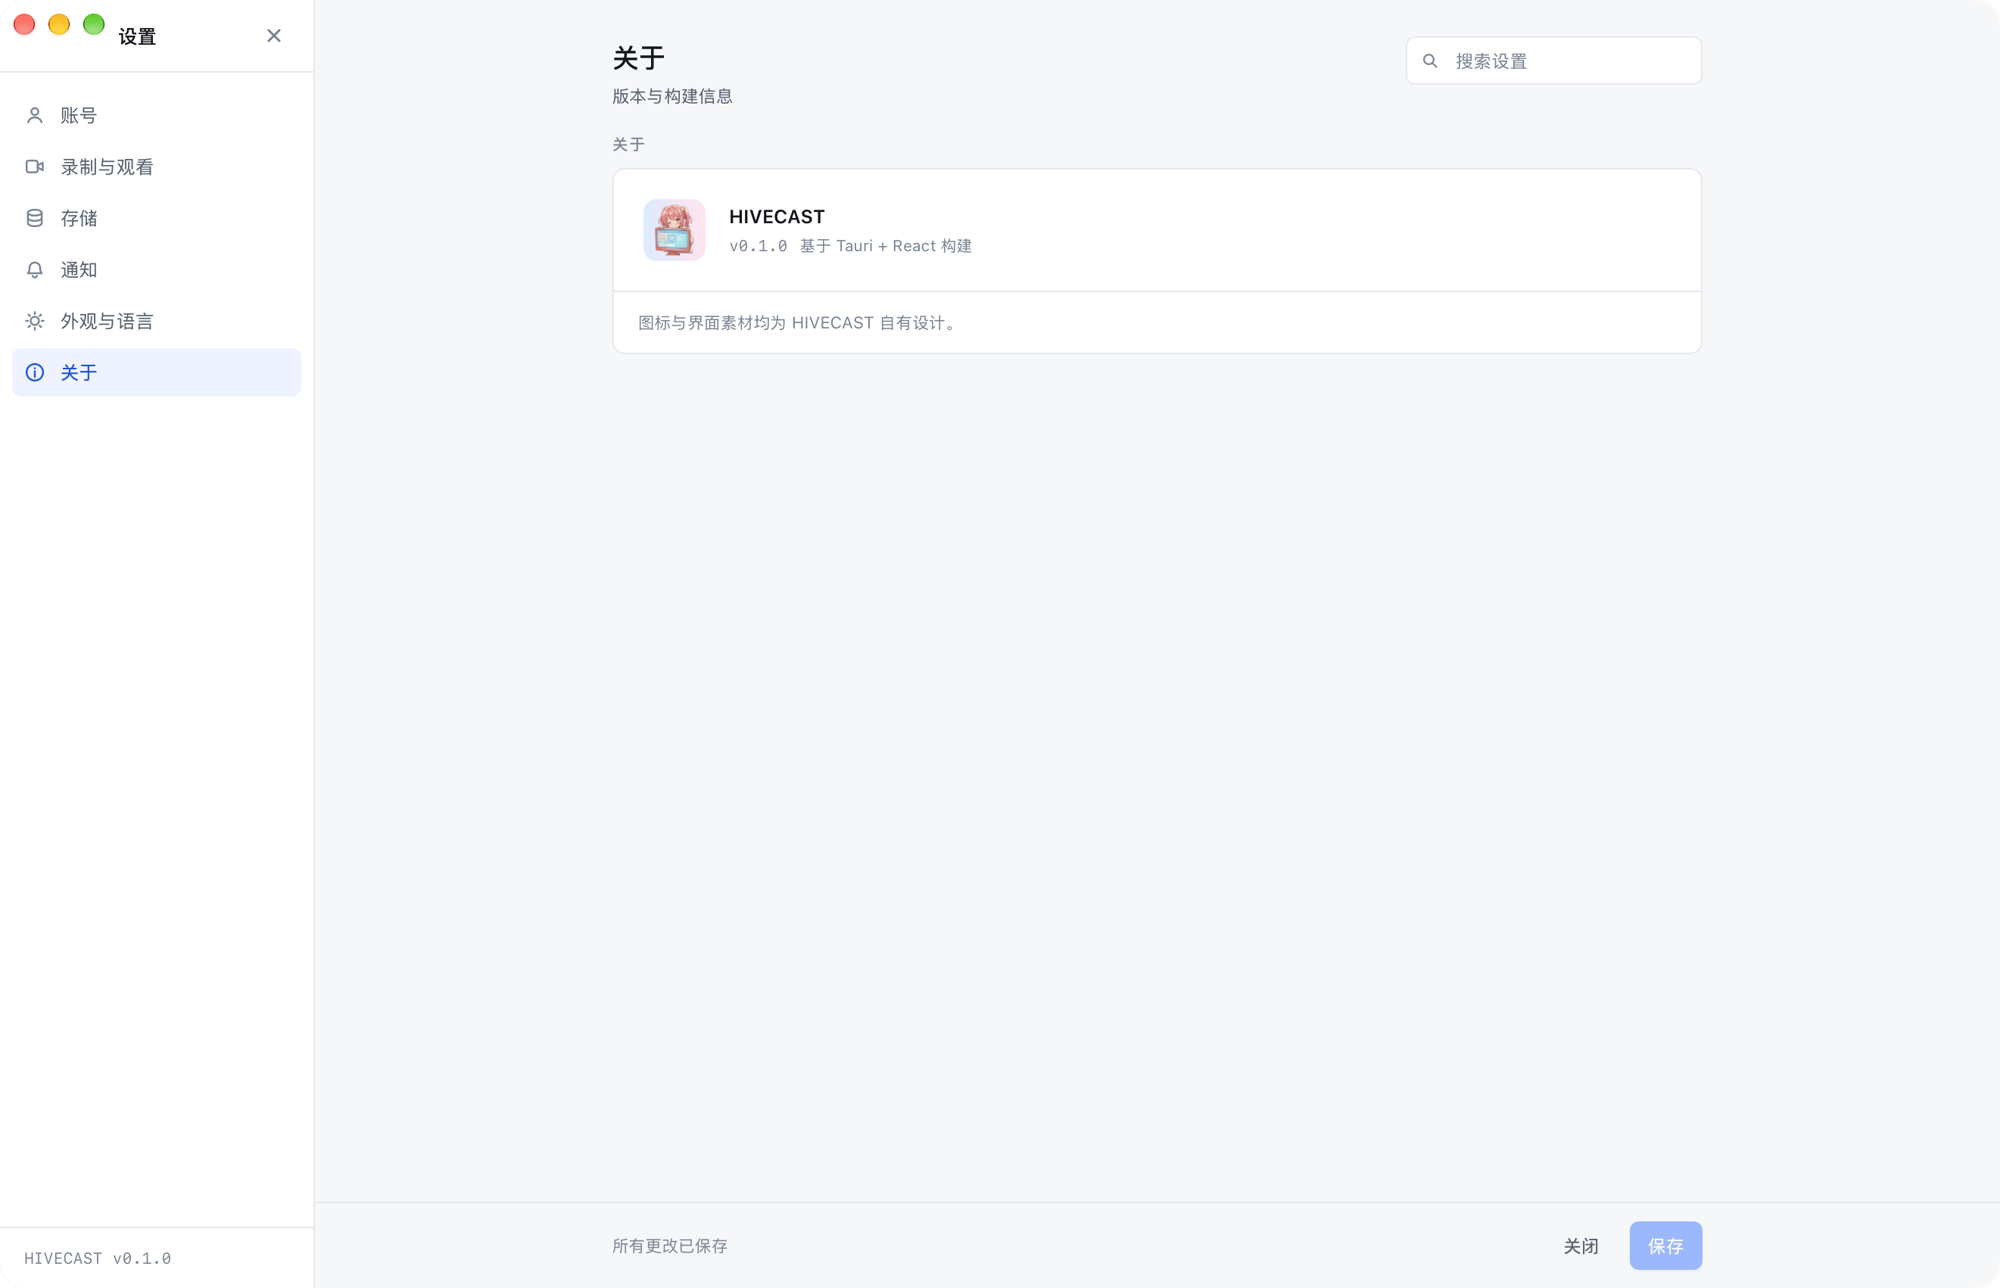 设置
账号
录制与观看
存储
通知
外观与语言
关于
HIVECAST v0.1.0
关于
版本与构建信息
搜索设置
关于
HIVECAST
v0.1.0 基于 Tauri + React 构建
图标与界面素材均为 HIVECAST 自有设计。
所有更改已保存
关闭
保存